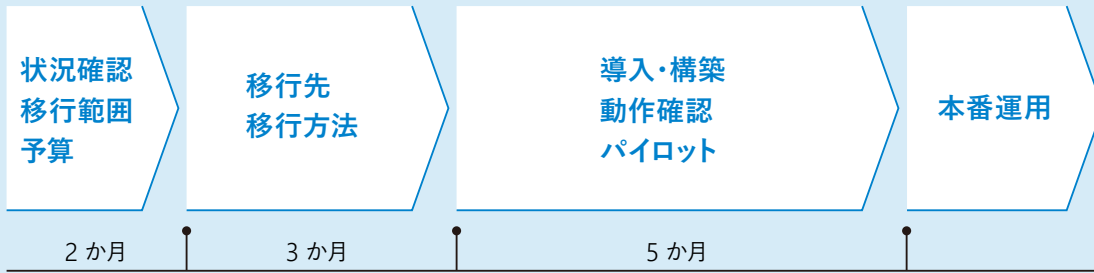 状況確認
移行範囲
予算
移行先
移行方法
導入・構築
動作確認
パイロット
本番運用
2 か月
3 か月
5 か月